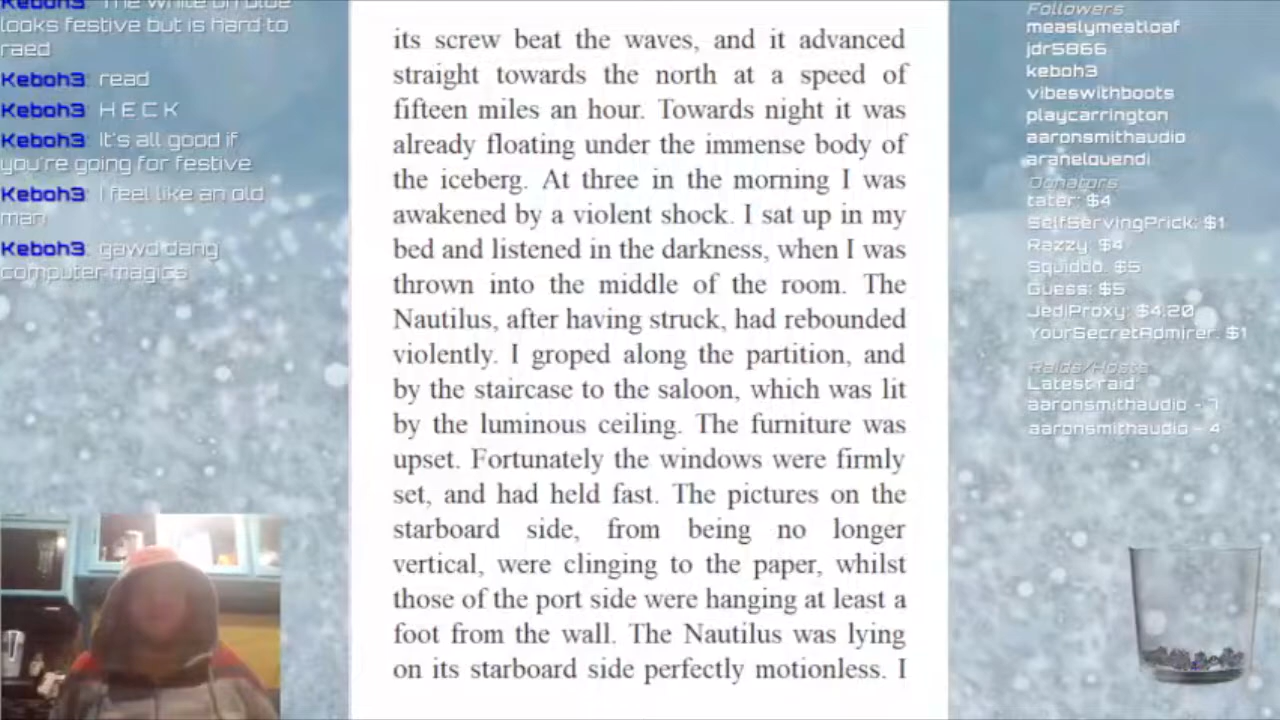 Keboh3: The white on blue
looks festive but is hard to
raed
Keboh3: read
Keboh3: H E C K
Keboh3: It's all good if
you're going for festive
Keboh3: I feel like an old
man
Keboh3: gawd dang
computer magics
its screw beat the waves, and it advanced
straight towards the north at a speed of
fifteen miles an hour. Towards night it was
already floating under the immense body of
the iceberg. At three in the morning I was
awakened by a violent shock. I sat up in my
bed and listened in the darkness, when I was
thrown into the middle of the room. The
Nautilus, after having struck, had rebounded
violently. I groped along the partition, and
by the staircase to the saloon, which was lit
by the luminous ceiling. The furniture was
upset. Fortunately the windows were firmly
set, and had held fast. The pictures on the
starboard side, from being no longer
vertical, were clinging to the paper, whilst
those of the port side were hanging at least a
foot from the wall. The Nautilus was lying
on its starboard side perfectly motionless. I
Followers
measlymeatloaf
jdr5866
keboh3
vibeswithboots
playcarrington
aaronsmithaudio
aranelovendi
Donators
tater: $4
SelfServingPrick: $1
Razzy: $4
Squiddo: $5
Guess: $5
JediProxy: $4.20
YourSecretAdmirer: $1
Raids/Hosts
Latest raid:
aaronsmithaudio - 7
aaronsmithaudio - 4